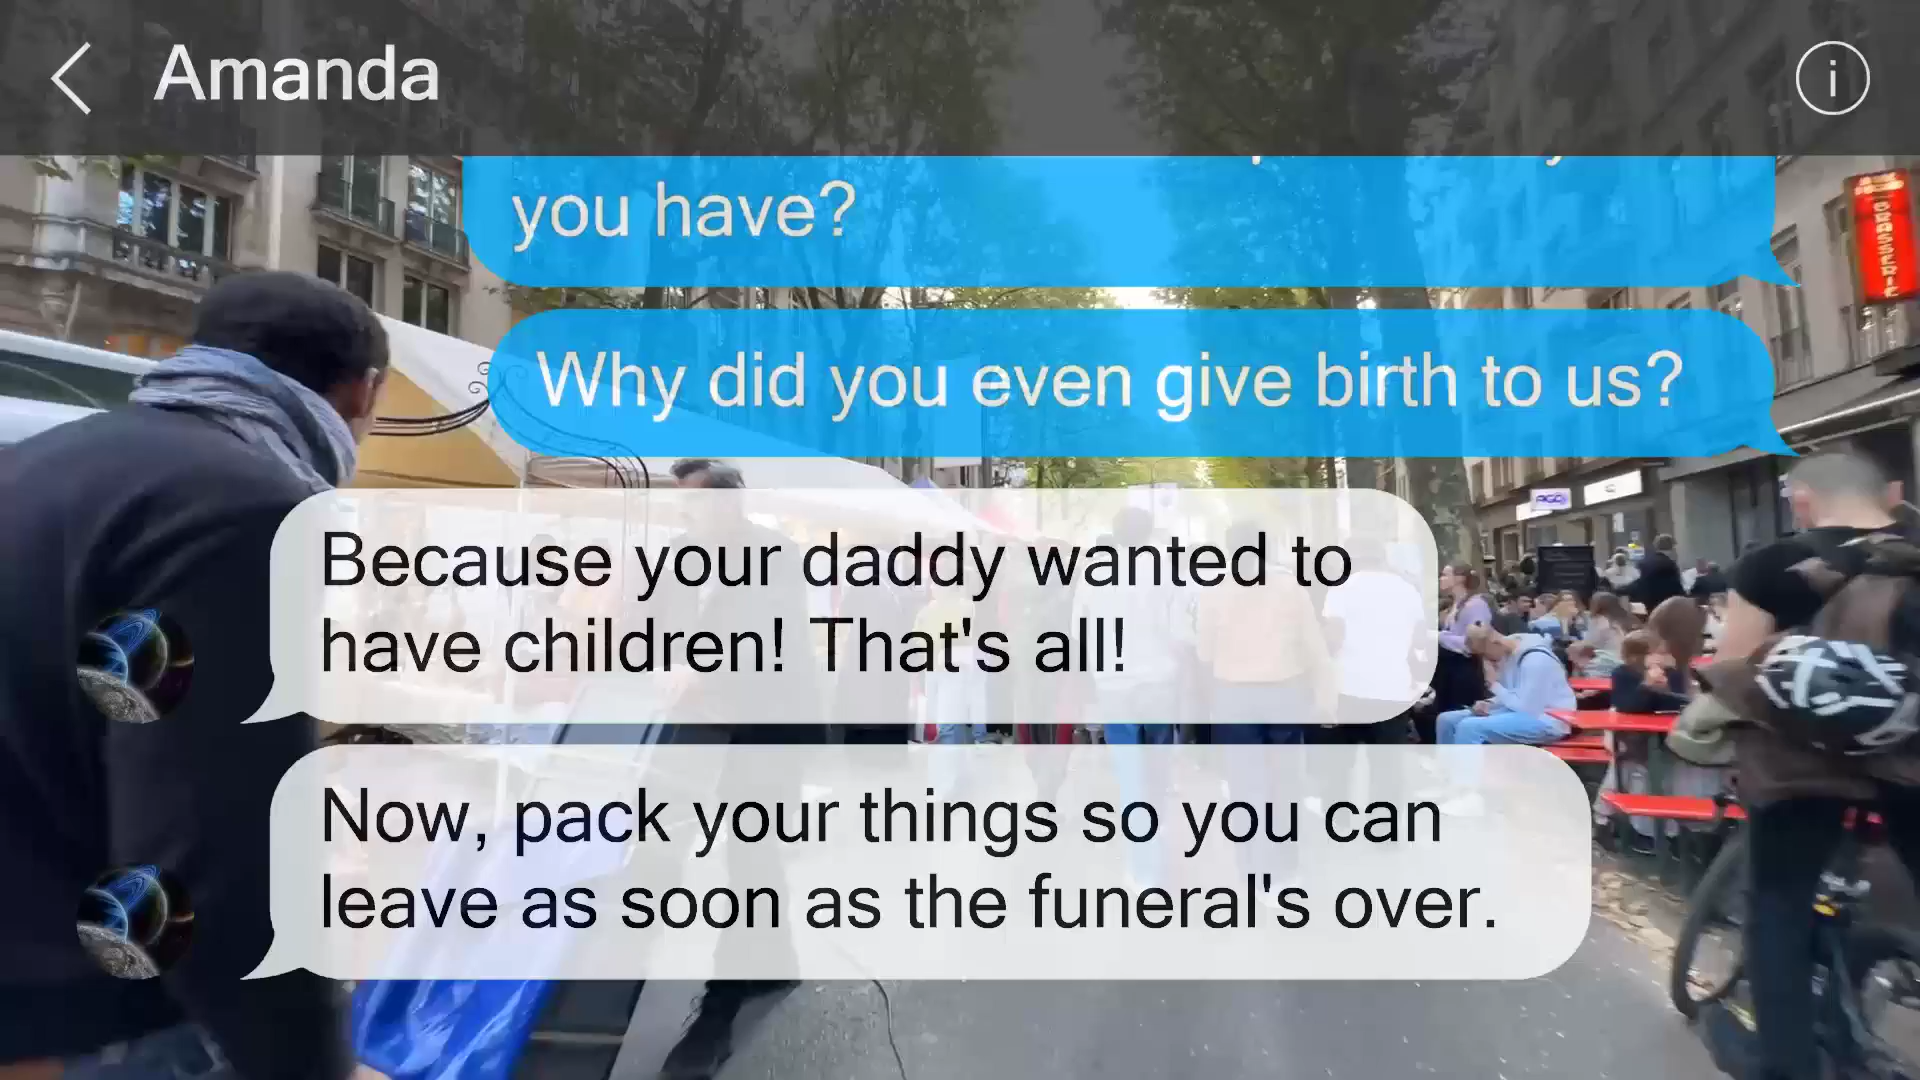 Amanda
you have?
Why did you even give birth to us?
Because your daddy wanted to
have children! That's all!
Now, pack your things so you can
leave as soon as the funeral's over.
BRASSERIE